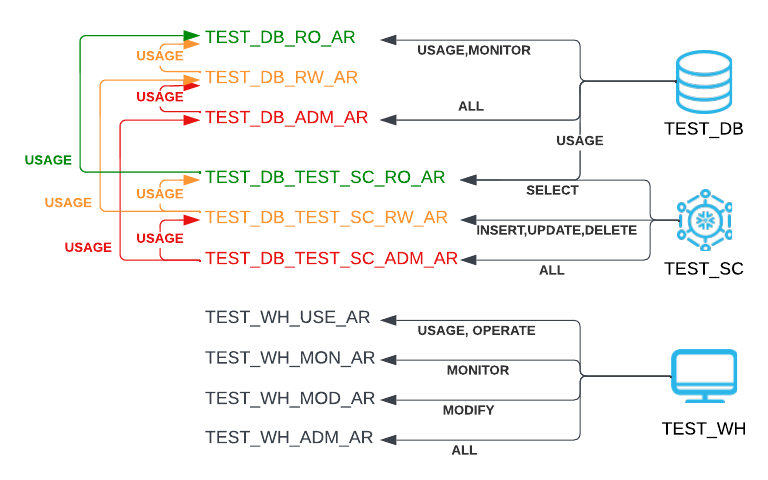 TEST_DB_RO_AR
USAGE,MONITOR
USAGE
TEST_DB_RW_AR
USAGE
ALL
TEST_DB_ADM_AR
TEST_DB
USAGE
USAGE
TEST_DB_TEST_SC_RO_AR
SELECT
USAGE
USAGE
TEST_DB_TEST_SC_RW_AR
INSERT,UPDATE,DELETE
USAGE
USAGE
TEST_DB_TEST_SC_ADM_AR
ALL
TEST_SC
TEST_WH_USE_AR
USAGE, OPERATE
TEST_WH_MON_AR
MONITOR
TEST_WH_MOD_AR
MODIFY
TEST_WH_ADM_AR
ALL
TEST_WH